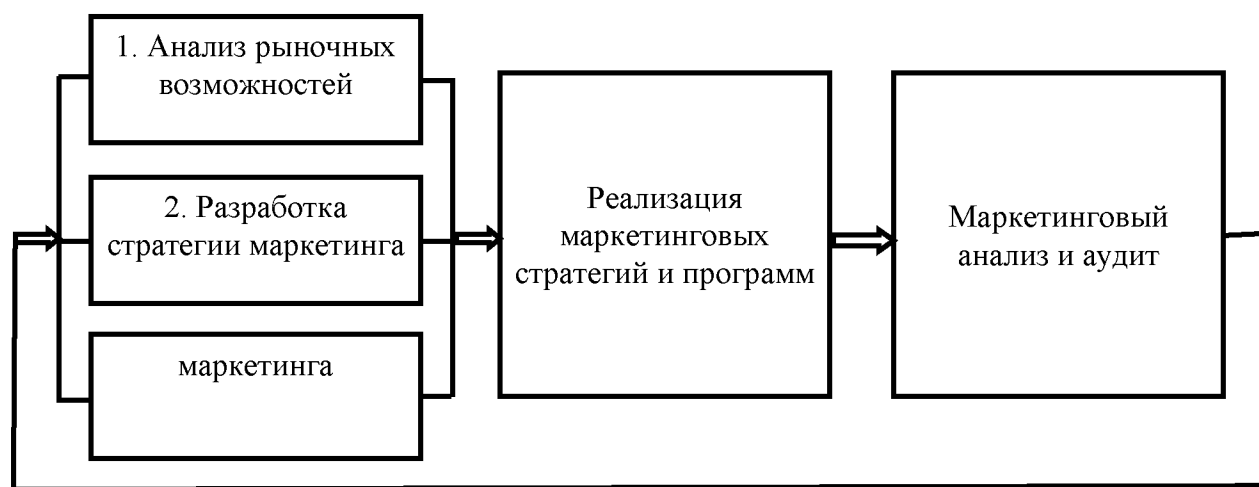 1. Анализ рыночных
возможностей
2. Разработка
стратегии маркетинга
маркетинга
Реализация
маркетинговых
стратегий и программ
Маркетинговый
анализ и аудит